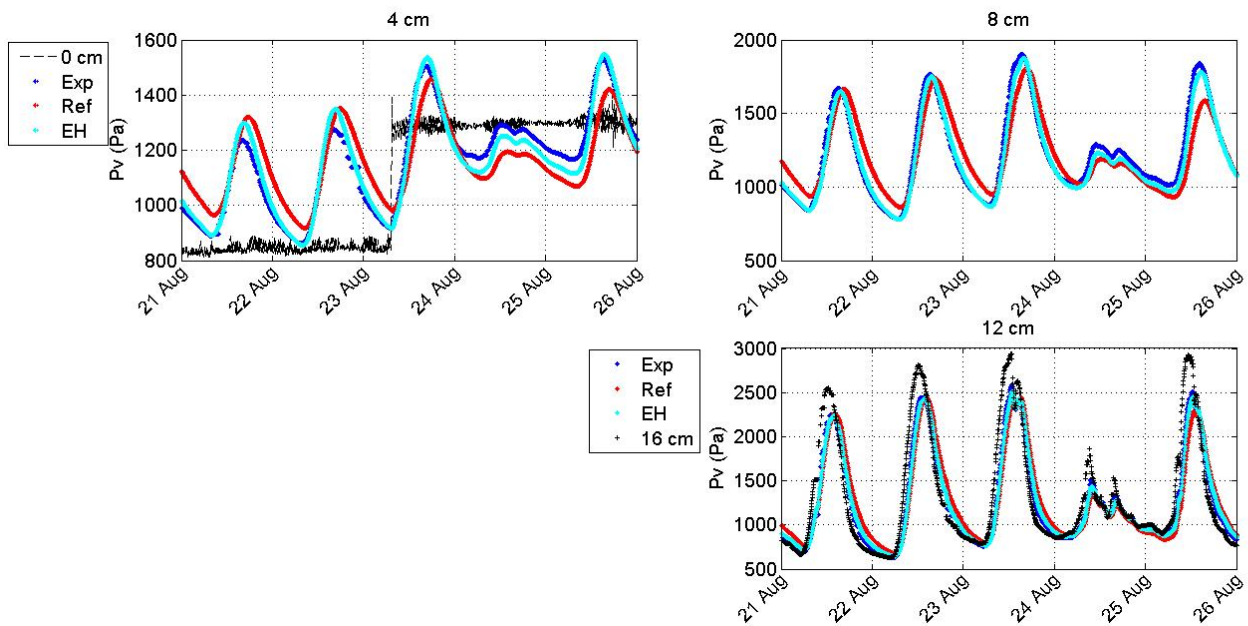 4 cm
0 cm
Exp
Ref
EH
Pv (Pa)
1600
1400
1200
1000
800
21 Aug
22 Aug
23 Aug
24 Aug
25 Aug
26 Aug
8 cm
2000
1500
1000
500
21 Aug
22 Aug
23 Aug
24 Aug
25 Aug
26 Aug
12 cm
Exp
Ref
EH
16 cm
Pv (Pa)
3000
2500
2000
1500
1000
500
21 Aug
22 Aug
23 Aug
24 Aug
25 Aug
26 Aug